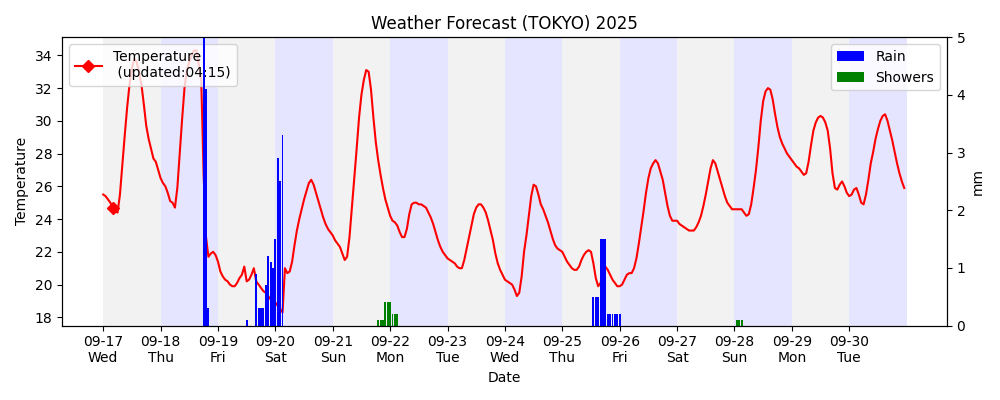 Weather Forecast (TOKYO) 2025
Temperature
(updated:04:15)
Rain
Showers
Temperature
34
32
30
28
26
24
22
20
18
5
4
3
2
1
0
mm
09-17 09-18 09-19 09-20 09-21 09-22 09-23 09-24 09-25 09-26 09-27 09-28 09-29 09-30
Wed Thu Fri Sat Sun Mon Tue Wed Thu Fri Sat Sun Mon Tue
Date